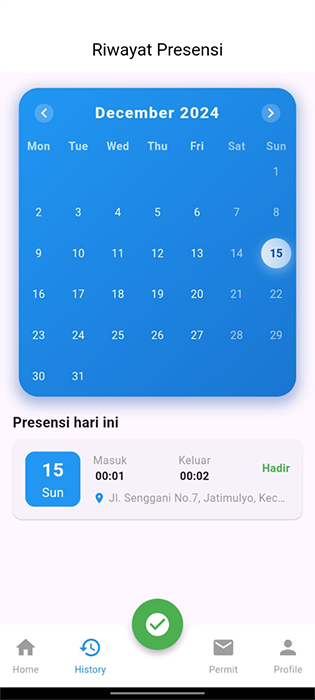 Riwayat Presensi
December 2024
Mon Tue Wed Thu Fri Sat Sun
1
2 3 4 5 6 7 8
9 10 11 12 13 14 15
16 17 18 19 20 21 22
23 24 25 26 27 28 29
30 31
Presensi hari ini
15
Sun
Masuk Keluar
00:01 00:02
Hadir
Jl. Senggani No.7, Jatimulyo, Kec...
Home History Permit Profile